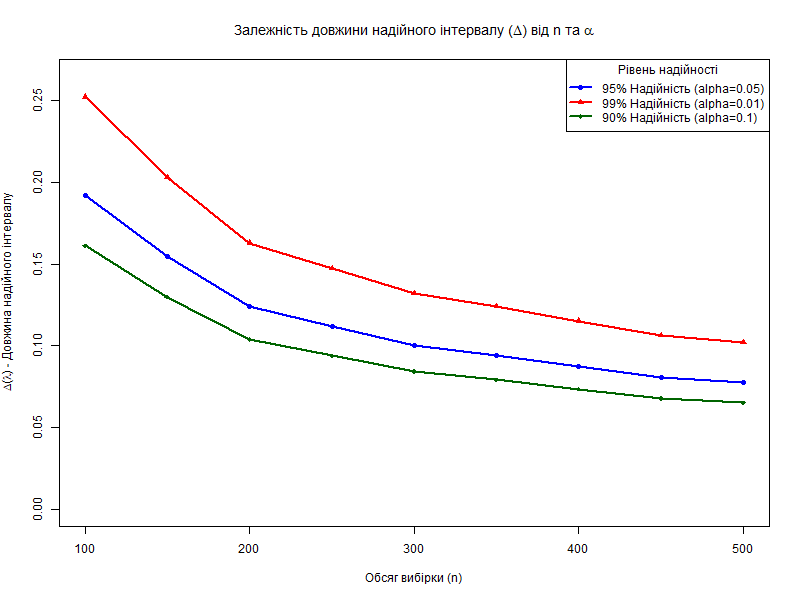 Залежність довжини надійного інтервалу (Δ) від n та α
Рівень надійності
95% Надійність (alpha=0.05)
99% Надійність (alpha=0.01)
90% Надійність (alpha=0.1)
Δ(λ) - Довжина надійного інтервалу
0.25
0.20
0.15
0.10
0.05
0.00
100 200 300 400 500
Обсяг вибірки (n)